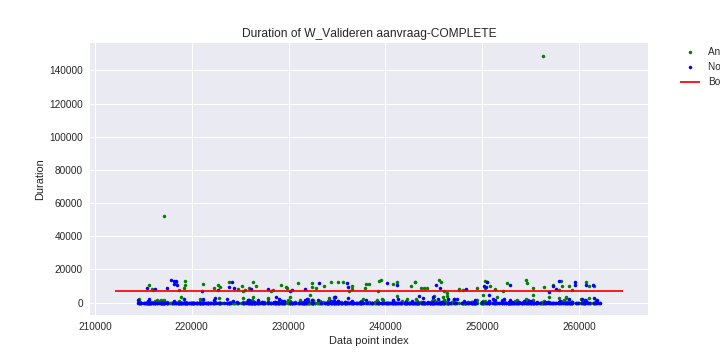 Duration of W_Valideren aanvraag-COMPLETE
An
No
Bo
140000
120000
100000
80000
60000
40000
20000
0
Duration
210000 220000 230000 240000 250000 260000
Data point index